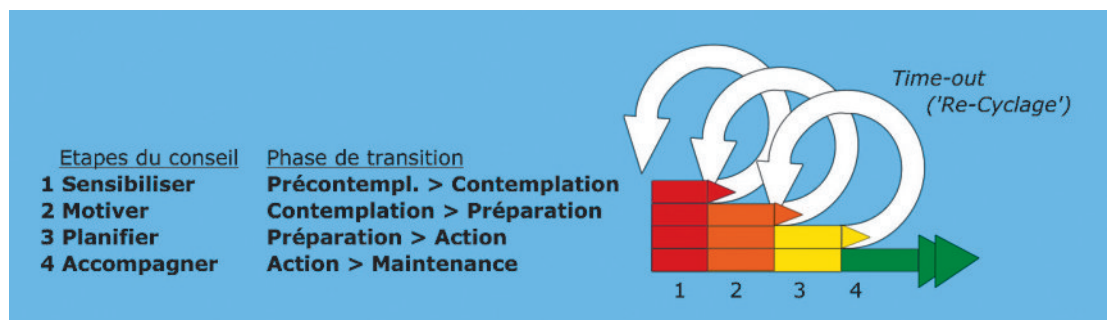 Time-out
('Re-Cyclage')
Etapes du conseil Phase de transition
1 Sensibiliser Précontempl. > Contemplation
2 Motiver Contemplation > Préparation
3 Planifier Préparation > Action
4 Accompagner Action > Maintenance
1 2 3 4